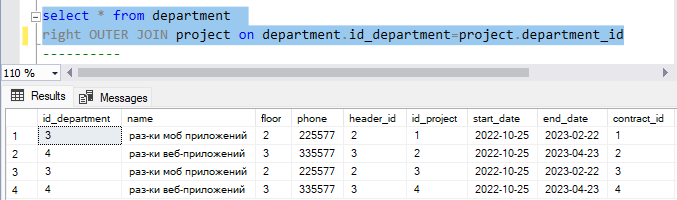 select * from department
right OUTER JOIN project on department.id_department=project.department_id
----------
110 %
Results Messages
id_department name floor phone header_id id_project start_date end_date contract_id
1 3 раз-ки моб приложений 2 225577 2 1 2022-10-25 2023-02-22 1
2 4 раз-ки веб-приложений 3 335577 3 2 2022-10-25 2023-04-23 2
3 3 раз-ки моб приложений 2 225577 2 3 2022-10-25 2023-02-22 3
4 4 раз-ки веб-приложений 3 335577 3 4 2022-10-25 2023-04-23 4